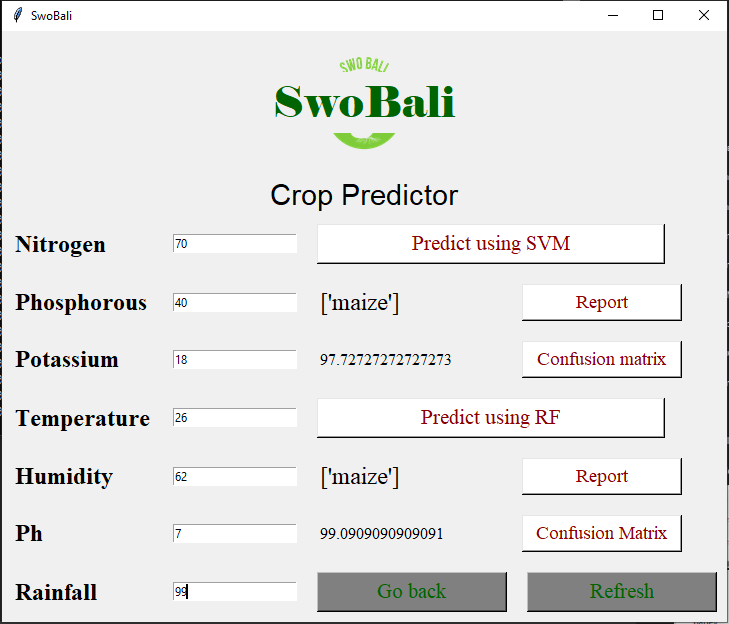 SwoBali
SWO BALI
SwoBali
Crop Predictor
Nitrogen 70 Predict using SVM
Phosphorous 40 ['maize'] Report
Potassium 18 97.72727272727273 Confusion matrix
Temperature 26 Predict using RF
Humidity 62 ['maize'] Report
Ph 7 99.0909090909091 Confusion Matrix
Rainfall 99 Go back Refresh